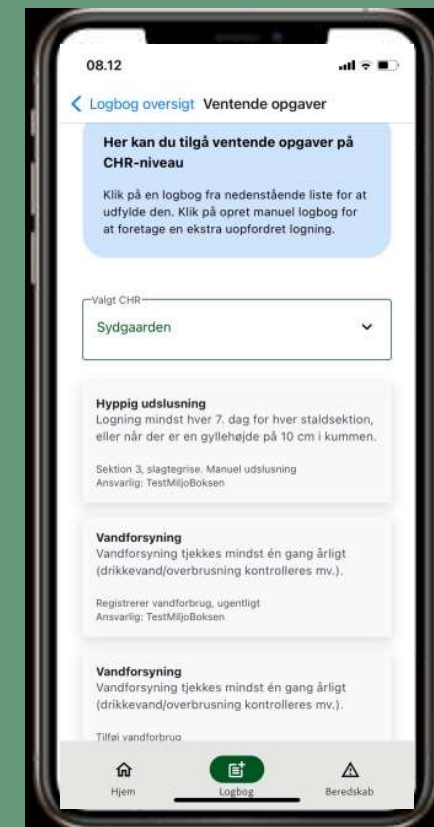 08.12
Logbog oversigt Ventende opgaver
Her kan du tilgå ventende opgaver på
CHR-niveau
Klik på en logbog fra nedenstående liste for at
udfylde den. Klik på opret manuel logbog for
at foretage en ekstra uopfordret logning.
Valgt CHR
Sydgaarden
Hyppig udslusning
Logning mindst hver 7. dag for hver staldsektion,
eller når der er en gyllehøjde på 10 cm i kummen.
Sektion 3, slagtegrise. Manuel udslusning
Ansvarlig: TestMiljoBoksen
Vandforsyning
Vandforsyning tjekkes mindst én gang årligt
(drikkevand/overbrusning kontrolleres mv.).
Registrerer vandforbrug, ugentligt
Ansvarlig: TestMiljoBoksen
Vandforsyning
Vandforsyning tjekkes mindst én gang årligt
(drikkevand/overbrusning kontrolleres mv.).
Tilføj vandforbrug
Hjem Logbog Beredskab